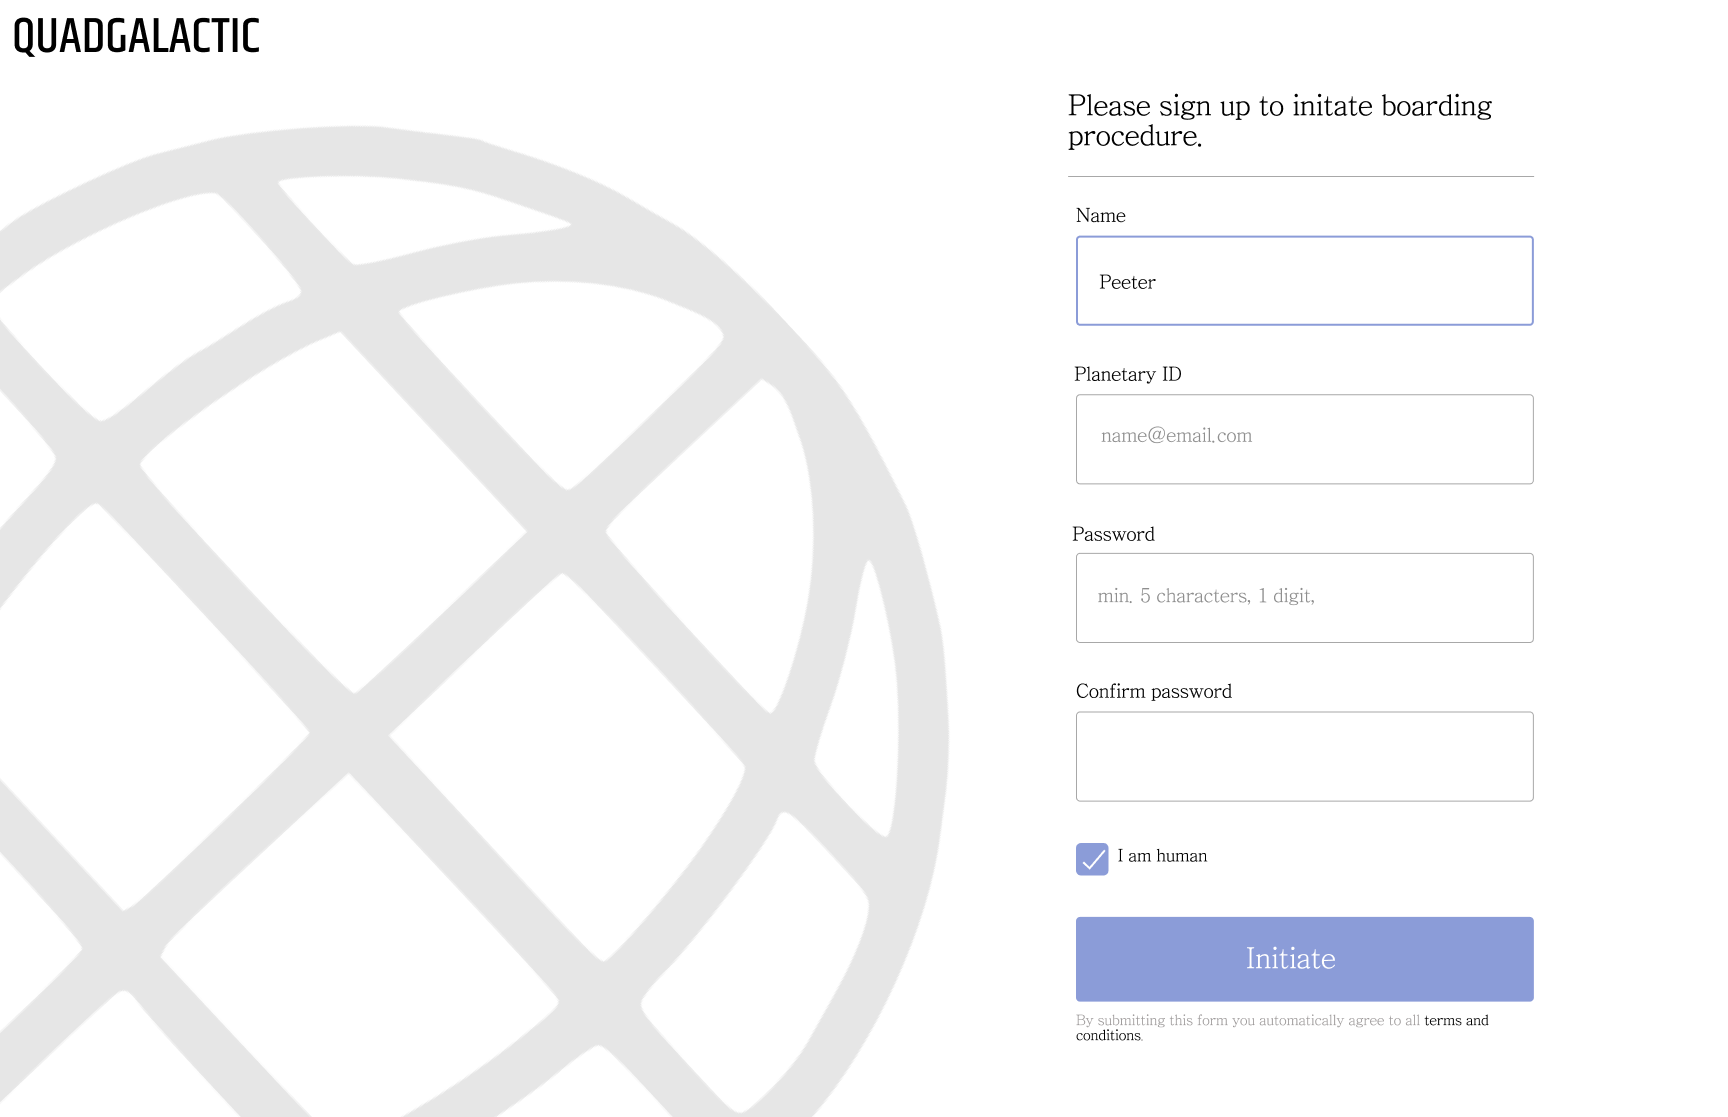 QUADGALACTIC
Please sign up to initate boarding
procedure.
Name
Peeter
Planetary ID
name@email.com
Password
min. 5 characters, 1 digit,
Confirm password
I am human
Initiate
By submitting this form you automatically agree to all terms and
conditions.